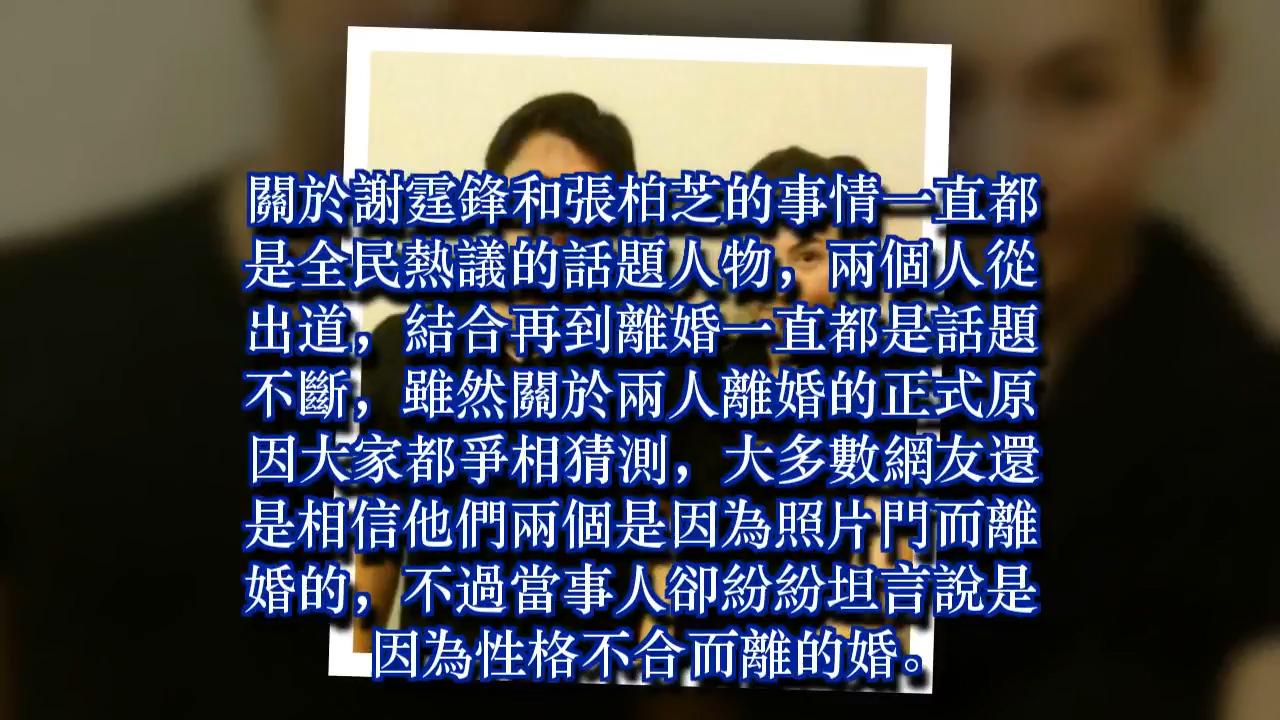 關於謝霆鋒和張柏芝的事情一直都
是全民熱議的話題人物，兩個人從
出道，結合再到離婚一直都是話題
不斷，雖然關於兩人離婚的正式原
因大家都爭相猜測，大多數網友還
是相信他們兩個是因為照片門而離
婚的，不過當事人卻紛紛坦言說是
因為性格不合而離的婚。